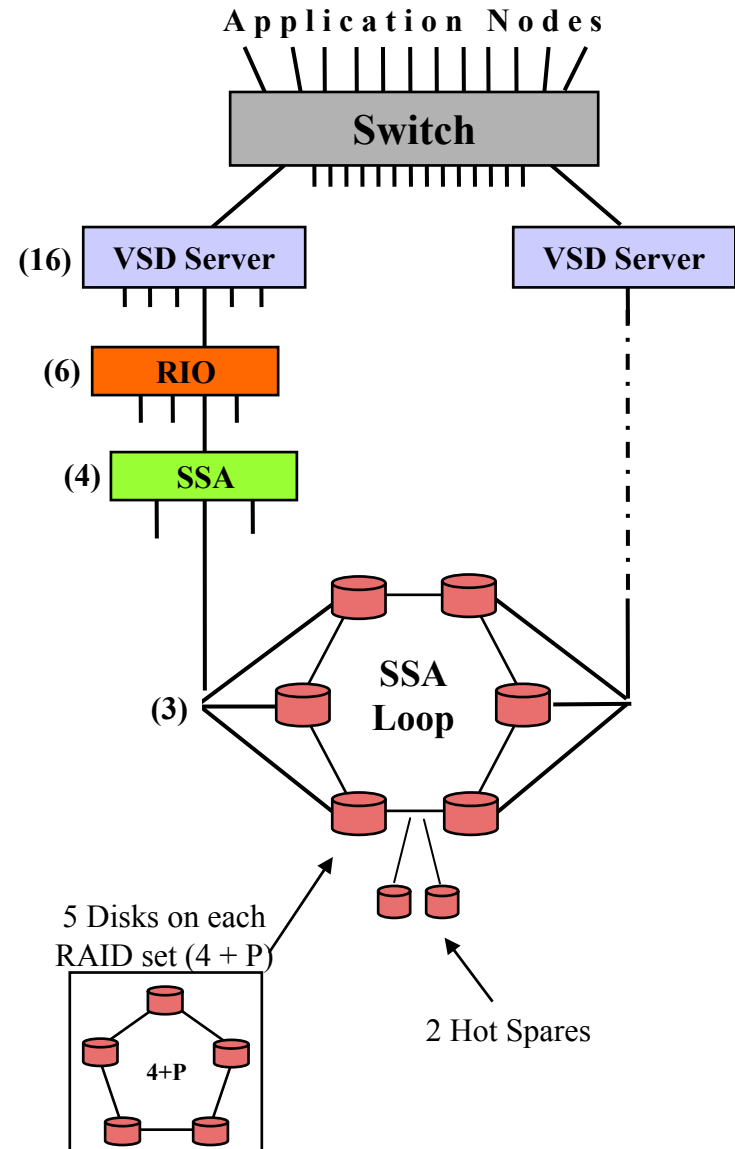 Application Nodes
Switch
(16)
VSD Server
VSD Server
(6)
RIO
(4)
SSA
SSA
Loop
(3)
5 Disks on each
RAID set (4 + P)
2 Hot Spares
4+P